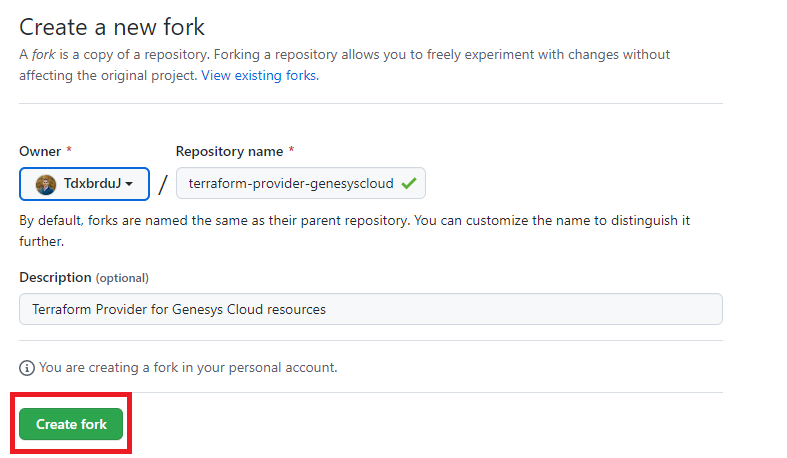 Create a new fork
A fork is a copy of a repository. Forking a repository allows you to freely experiment with changes without
affecting the original project. View existing forks.
Owner * Repository name *
TdxbrduJ / terraform-provider-genesyscloud
By default, forks are named the same as their parent repository. You can customize the name to distinguish it
further.
Description (optional)
Terraform Provider for Genesys Cloud resources
You are creating a fork in your personal account.
Create fork